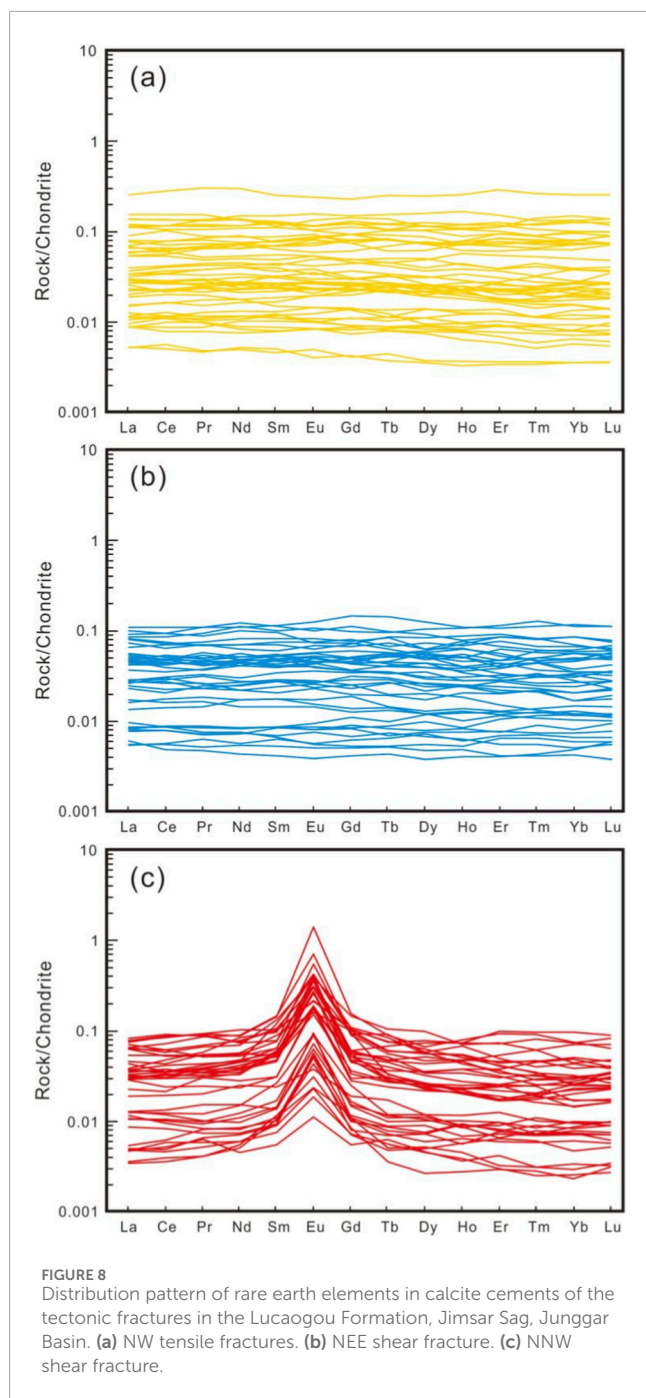 (a)
10
1
0.1
0.01
0.001
Rock/Chondrite
La Ce Pr Nd Sm Eu Gd Tb Dy Ho Er Tm Yb Lu
(b)
10
1
0.1
0.01
0.001
Rock/Chondrite
La Ce Pr Nd Sm Eu Gd Tb Dy Ho Er Tm Yb Lu
(c)
10
1
0.1
0.01
0.001
Rock/Chondrite
La Ce Pr Nd Sm Eu Gd Tb Dy Ho Er Tm Yb Lu
FIGURE 8
Distribution pattern of rare earth elements in calcite cements of the
tectonic fractures in the Lucaogou Formation, Jimsar Sag, Junggar
Basin. (a) NW tensile fractures. (b) NEE shear fracture. (c) NNW
shear fracture.